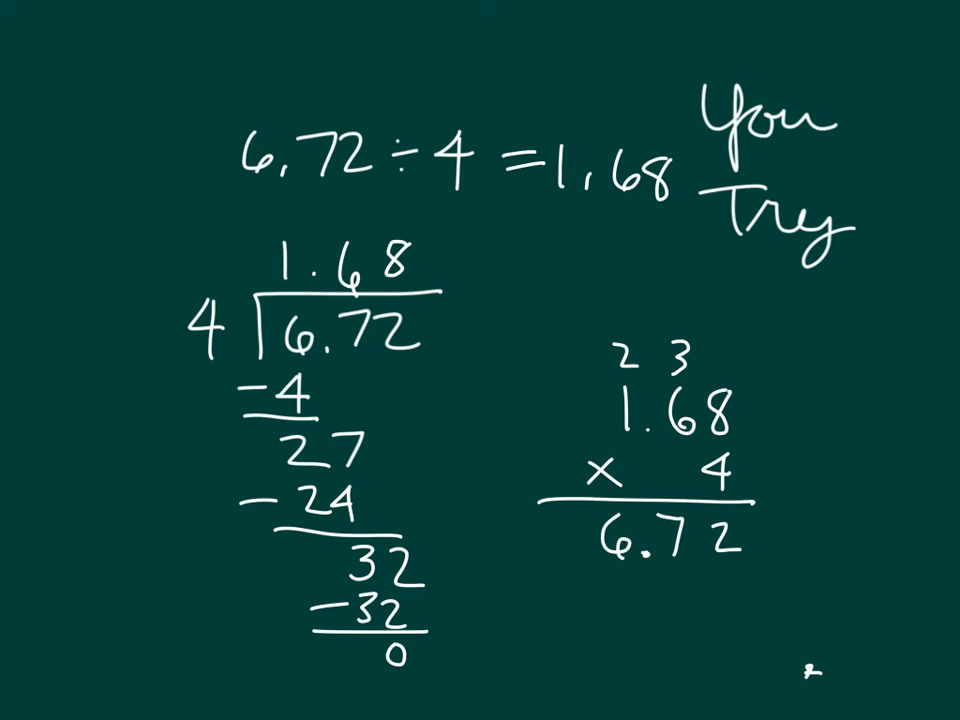 6.72 ÷ 4 = 1.68
You
Try
1.68
4 6.72
-4
27
-24
32
-32
0
2 3
1.68
x 4
6.72